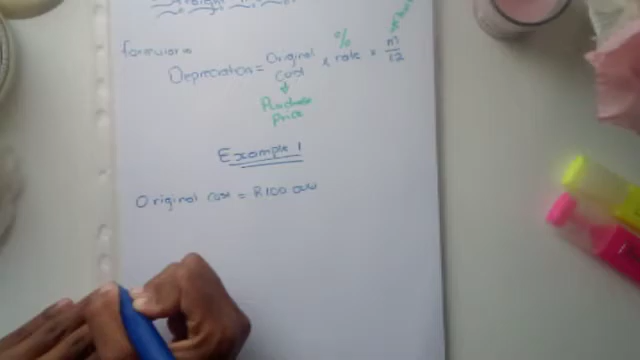 formula
Depreciation = Original Cost × % rate × m/12
Purchase
Price
Example 1
Original cost = R100 000